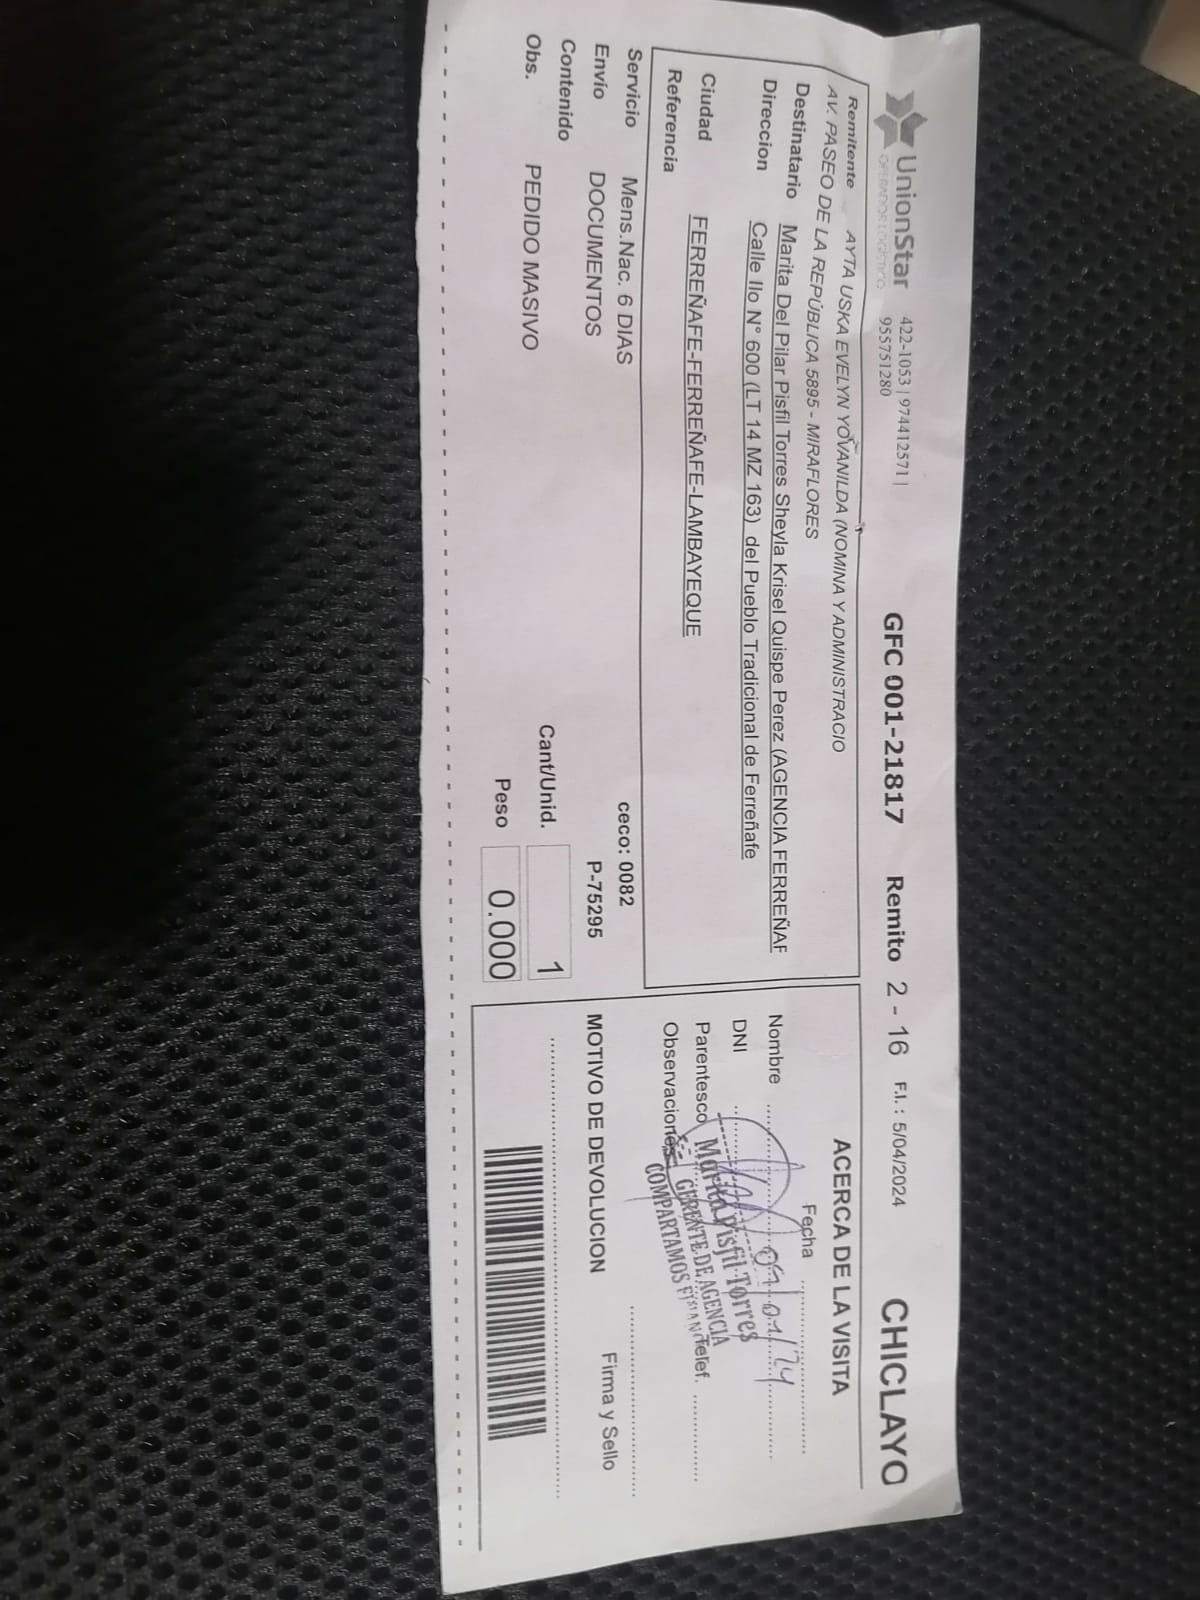 UnionStar
OPERADOR LOGISTICO
422-1053 | 974412571 |
955751280
GFC 001-21817 Remito 2 - 16 F.I. : 5/04/2024 CHICLAYO
Remitente AYTA USKA EVELYN YOVANILDA (NOMINA Y ADMINISTRACIO
AV. PASEO DE LA REPÚBLICA 5895 - MIRAFLORES
Destinatario Marita Del Pilar Pisfil Torres Sheyla Krisel Quispe Perez (AGENCIA FERREÑAF
Direccion Calle Ilo N° 600 (LT 14 MZ 163) del Pueblo Tradicional de Ferreñafe
Ciudad FERREÑAFE-FERREÑAFE-LAMBAYEQUE
Referencia
Servicio Mens.Nac. 6 DIAS ceco: 0082
Envío DOCUMENTOS P-75295
Contenido Cant/Unid. 1
Obs. PEDIDO MASIVO Peso 0.000
ACERCA DE LA VISITA
Fecha
Nombre
DNI
Parentesco Telef.
Observaciones
Marita Pisfil Torres
GERENTE DE AGENCIA
COMPARTAMOS
Firma y Sello
MOTIVO DE DEVOLUCION